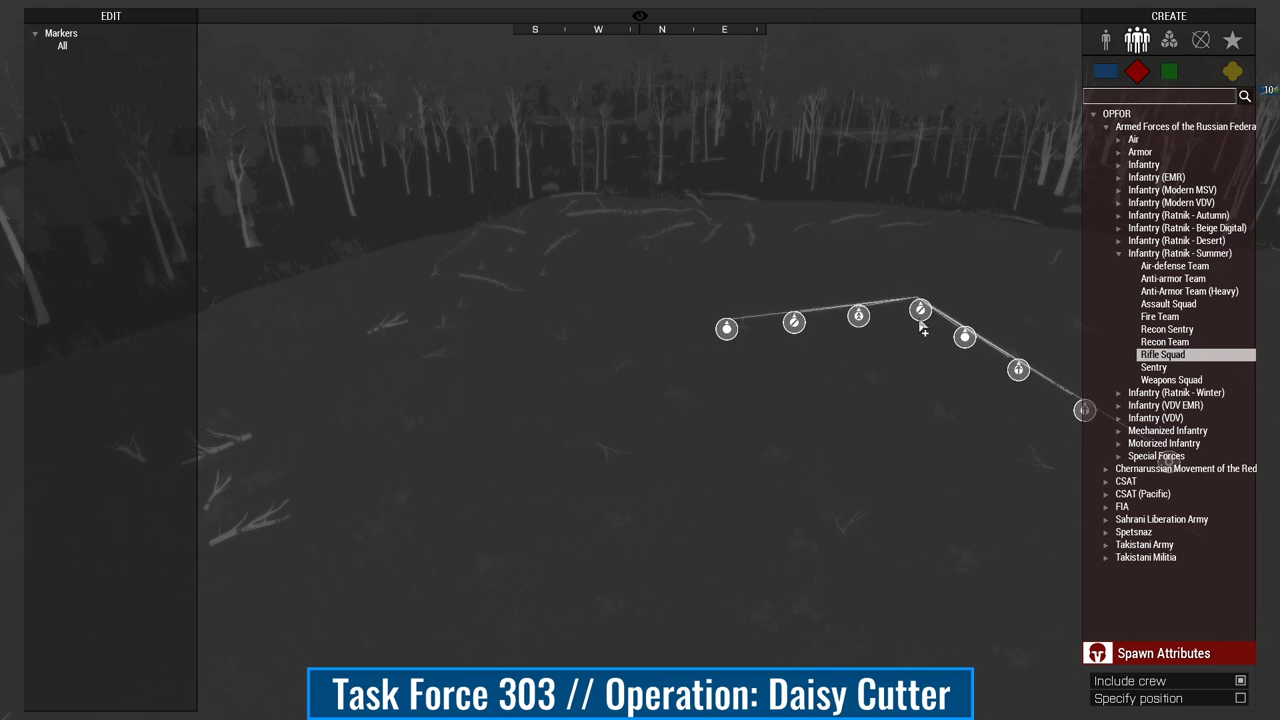 EDIT
Markers
All
S W N E
CREATE
10
OPFOR
Armed Forces of the Russian Federa
Air
Armor
Infantry
Infantry (EMR)
Infantry (Modern MSV)
Infantry (Modern VDV)
Infantry (Ratnik - Autumn)
Infantry (Ratnik - Beige Digital)
Infantry (Ratnik - Desert)
Infantry (Ratnik - Summer)
Air-defense Team
Anti-armor Team
Anti-Armor Team (Heavy)
Assault Squad
Fire Team
Recon Sentry
Recon Team
Rifle Squad
Sentry
Weapons Squad
Infantry (Ratnik - Winter)
Infantry (VDV EMR)
Infantry (VDV)
Mechanized Infantry
Motorized Infantry
Special Forces
Chernarussian Movement of the Red
CSAT
CSAT (Pacific)
FIA
Sahrani Liberation Army
Spetsnaz
Takistani Army
Takistani Militia
Spawn Attributes
Include crew
Specify position
Task Force 303 // Operation: Daisy Cutter